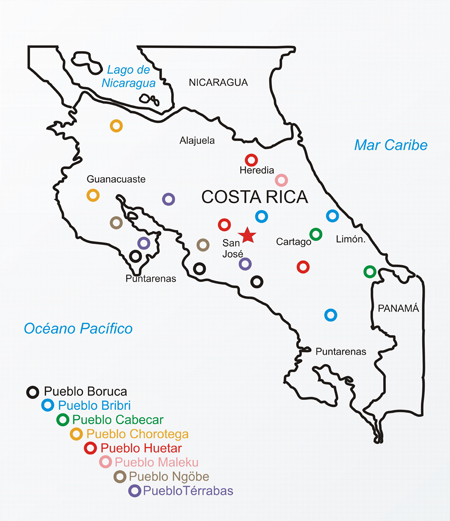 Lago de
Nicaragua
NICARAGUA
Alajuela
Mar Caribe
Heredia
Guanacuaste
COSTA RICA
San
José
Cartago
Limón.
Puntarenas
PANAMÁ
Océano Pacífico
Puntarenas
Pueblo Boruca
Pueblo Bribri
Pueblo Cabecar
Pueblo Chorotega
Pueblo Huetar
Pueblo Maleku
Pueblo Ngöbe
PuebloTérrabas